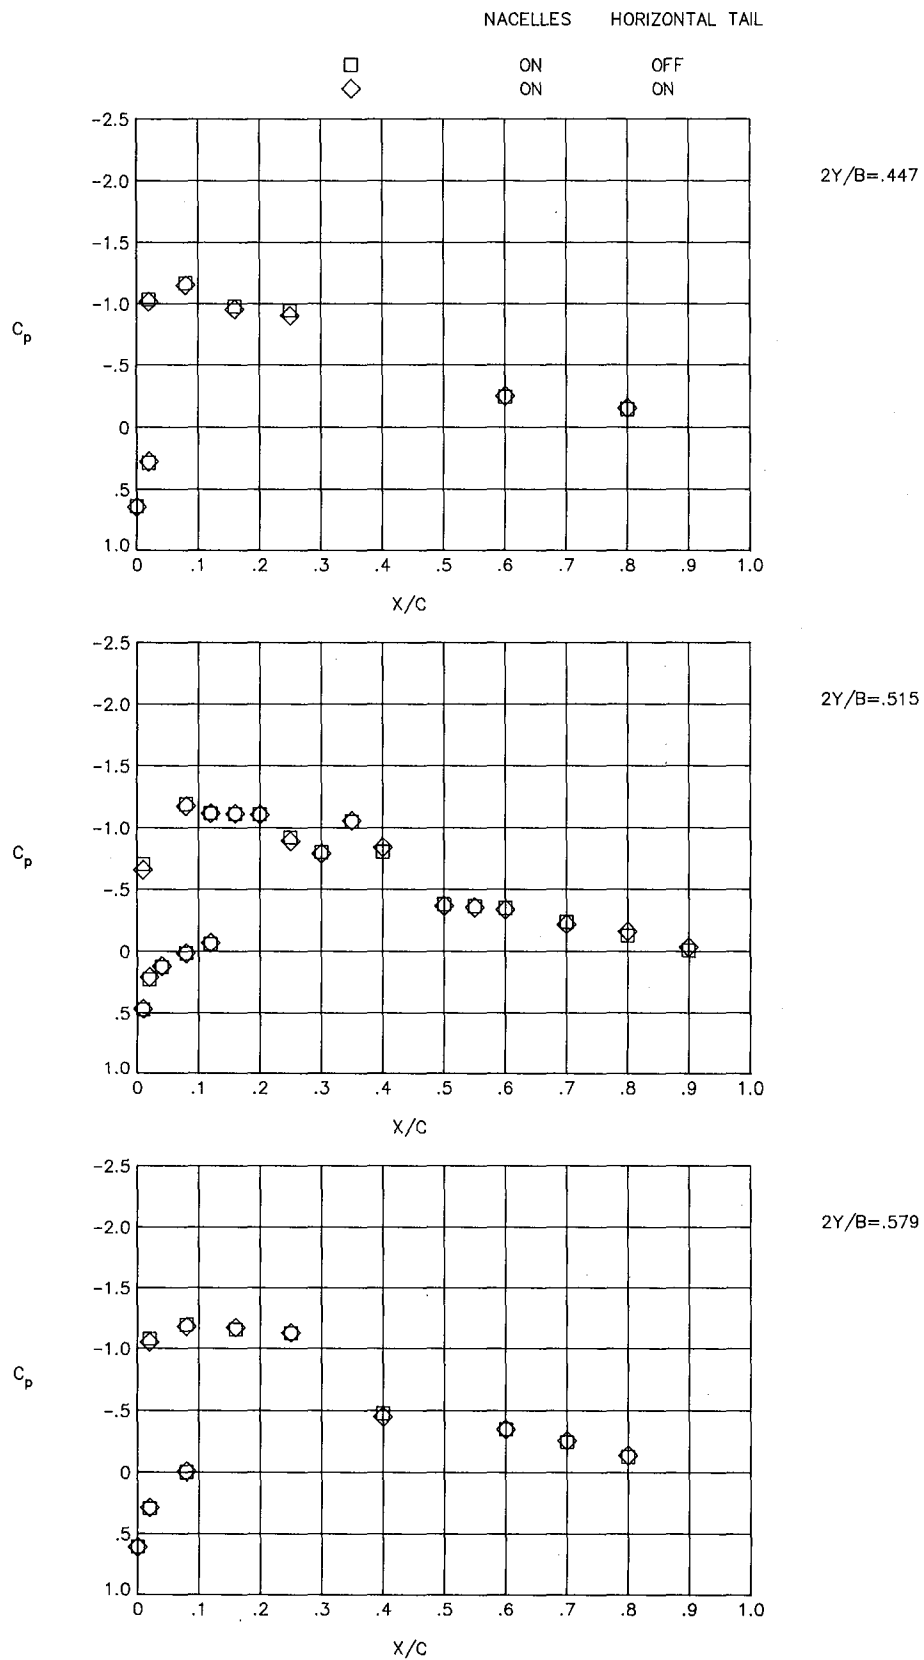 NACELLES HORIZONTAL TAIL
ON OFF
ON ON
2Y/B=.447
-2.5
-2.0
-1.5
-1.0
-.5
0
.5
1.0
Cp
0 .1 .2 .3 .4 .5 .6 .7 .8 .9 1.0
X/C
2Y/B=.515
-2.5
-2.0
-1.5
-1.0
-.5
0
.5
1.0
Cp
0 .1 .2 .3 .4 .5 .6 .7 .8 .9 1.0
X/C
2Y/B=.579
-2.5
-2.0
-1.5
-1.0
-.5
0
.5
1.0
Cp
0 .1 .2 .3 .4 .5 .6 .7 .8 .9 1.0
X/C